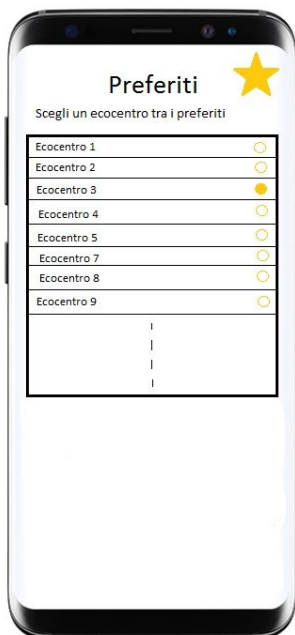 Preferiti
Scegli un ecocentro tra i preferiti
Ecocentro 1
Ecocentro 2
Ecocentro 3
Ecocentro 4
Ecocentro 5
Ecocentro 7
Ecocentro 8
Ecocentro 9